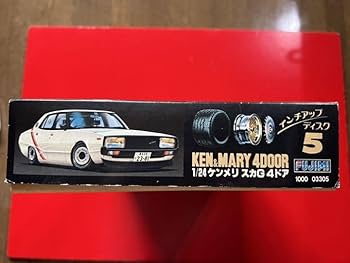 インチアップ
ディスク
5
KEN&MARY 4DOOR
1/24 ケンメリ スカG 4ドア
FUJIMI
1000 03305